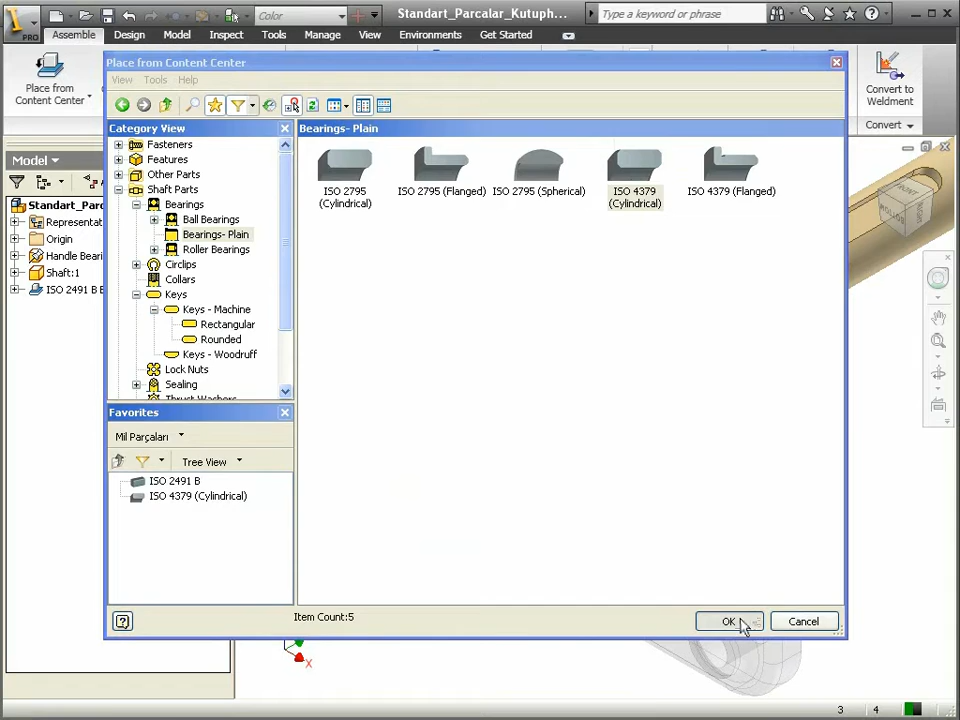 PRO
Color
Standart_Parcalar_Kutuph...
Type a keyword or phrase
Assemble
Design
Model
Inspect
Tools
Manage
View
Environments
Get Started
Place from
Content Center
Convert to
Weldment
Convert
Place from Content Center
View
Tools
Help
Category View
Bearings- Plain
Fasteners
Features
Other Parts
Shaft Parts
Bearings
Ball Bearings
Bearings- Plain
Roller Bearings
Circlips
Collars
Keys
Keys - Machine
Rectangular
Rounded
Keys - Woodruff
Lock Nuts
Sealing
Thrust Washers
ISO 2795
(Cylindrical)
ISO 2795 (Flanged)
ISO 2795 (Spherical)
ISO 4379
(Cylindrical)
ISO 4379 (Flanged)
Favorites
Mil Parçaları
Tree View
ISO 2491 B
ISO 4379 (Cylindrical)
Item Count:5
OK
Cancel
Model
Standart_Parc
Representat
Origin
Handle Beari
Shaft:1
ISO 2491 B
FRONT
X
3
4